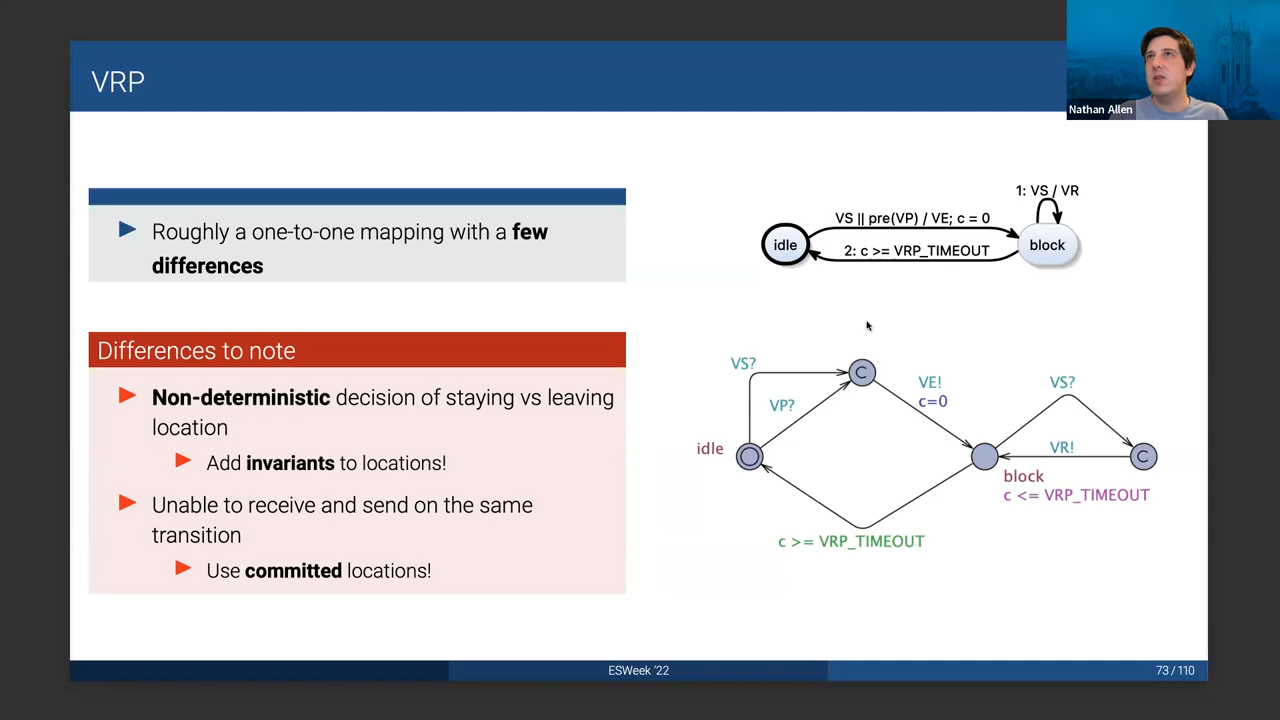 VRP
Nathan Allen
Roughly a one-to-one mapping with a few
differences
Differences to note
Non-deterministic decision of staying vs leaving
location
Add invariants to locations!
Unable to receive and send on the same
transition
Use committed locations!
1: VS / VR
VS || pre(VP) / VE; c = 0
idle
block
2: c >= VRP_TIMEOUT
VS?
C
VE!
c=0
VS?
VP?
idle
VR!
C
block
c <= VRP_TIMEOUT
c >= VRP_TIMEOUT
ESWeek '22
73 / 110